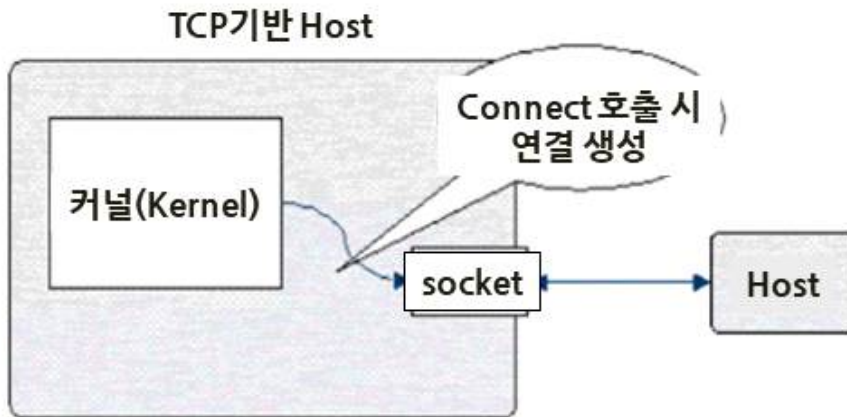 TCP기반 Host
Connect 호출 시
연결 생성
커널(Kernel)
socket
Host